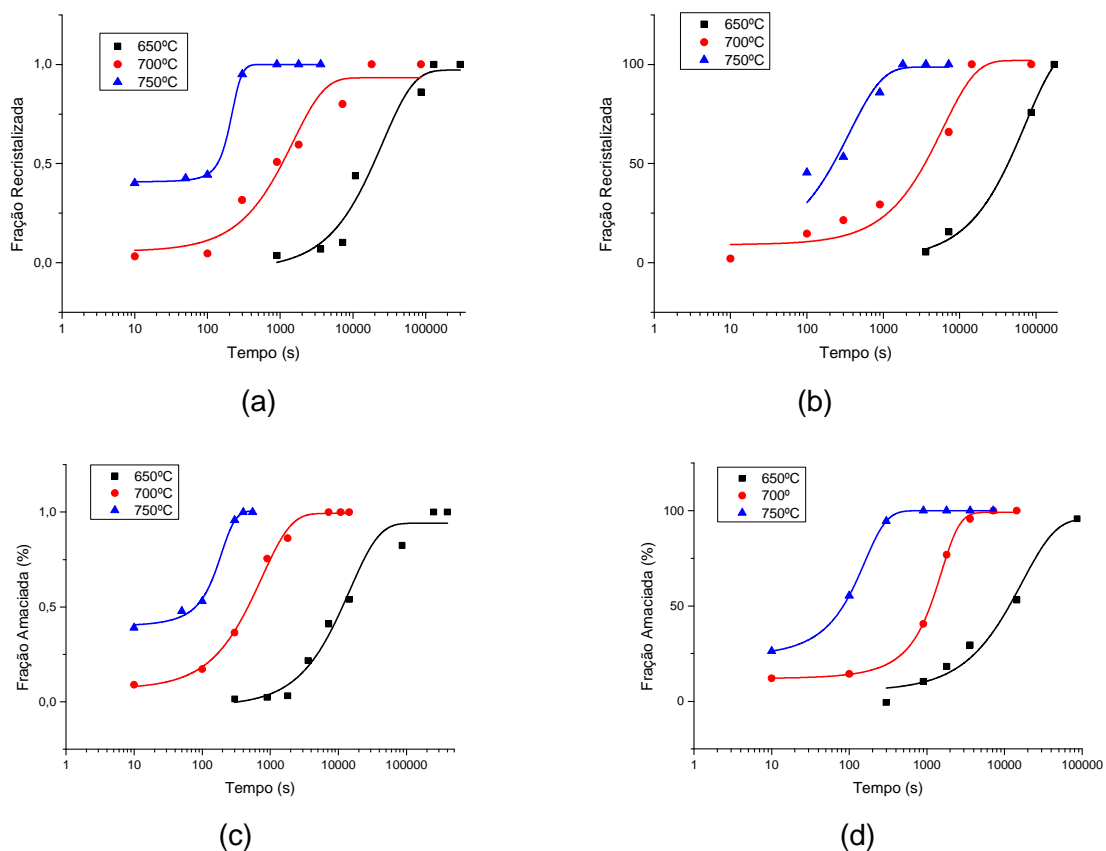 650ºC
700ºC
750ºC
1,0
0,5
0,0
Fração Recristalizada
1 10 100 1000 10000 100000
Tempo (s)
(a)
650ºC
700ºC
750ºC
100
50
0
Fração Recristalizada
1 10 100 1000 10000 100000
Tempo (s)
(b)
650ºC
700ºC
750ºC
1,0
0,5
0,0
Fração Amaciada (%)
1 10 100 1000 10000 100000
Tempo (s)
(c)
650ºC
700º
750ºC
100
50
0
Fração Amaciada (%)
1 10 100 1000 10000 100000
Tempo (s)
(d)